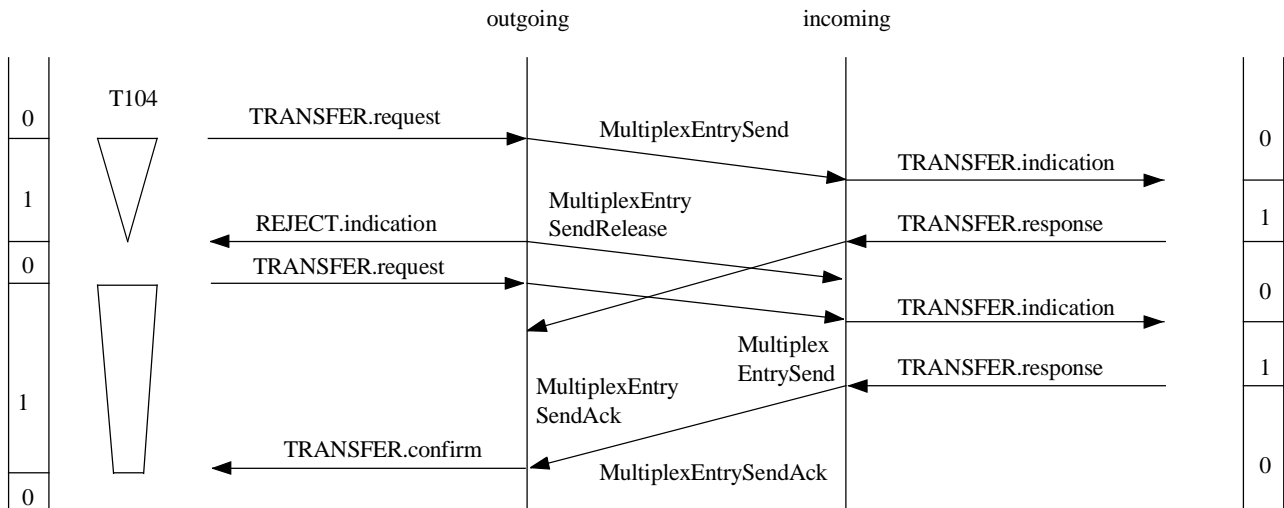 outgoing
incoming
T104
0
TRANSFER.request
MultiplexEntrySend
0
TRANSFER.indication
1
MultiplexEntry
SendRelease
REJECT.indication
TRANSFER.response
1
0
TRANSFER.request
0
TRANSFER.indication
Multiplex
EntrySend
TRANSFER.response
1
1
MultiplexEntry
SendAck
TRANSFER.confirm
MultiplexEntrySendAck
0
0